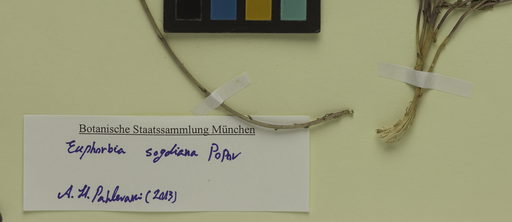 Botanische Staatssammlung München
Euphorbia sogdiana Popov
A. H. Pahlevani (2013)